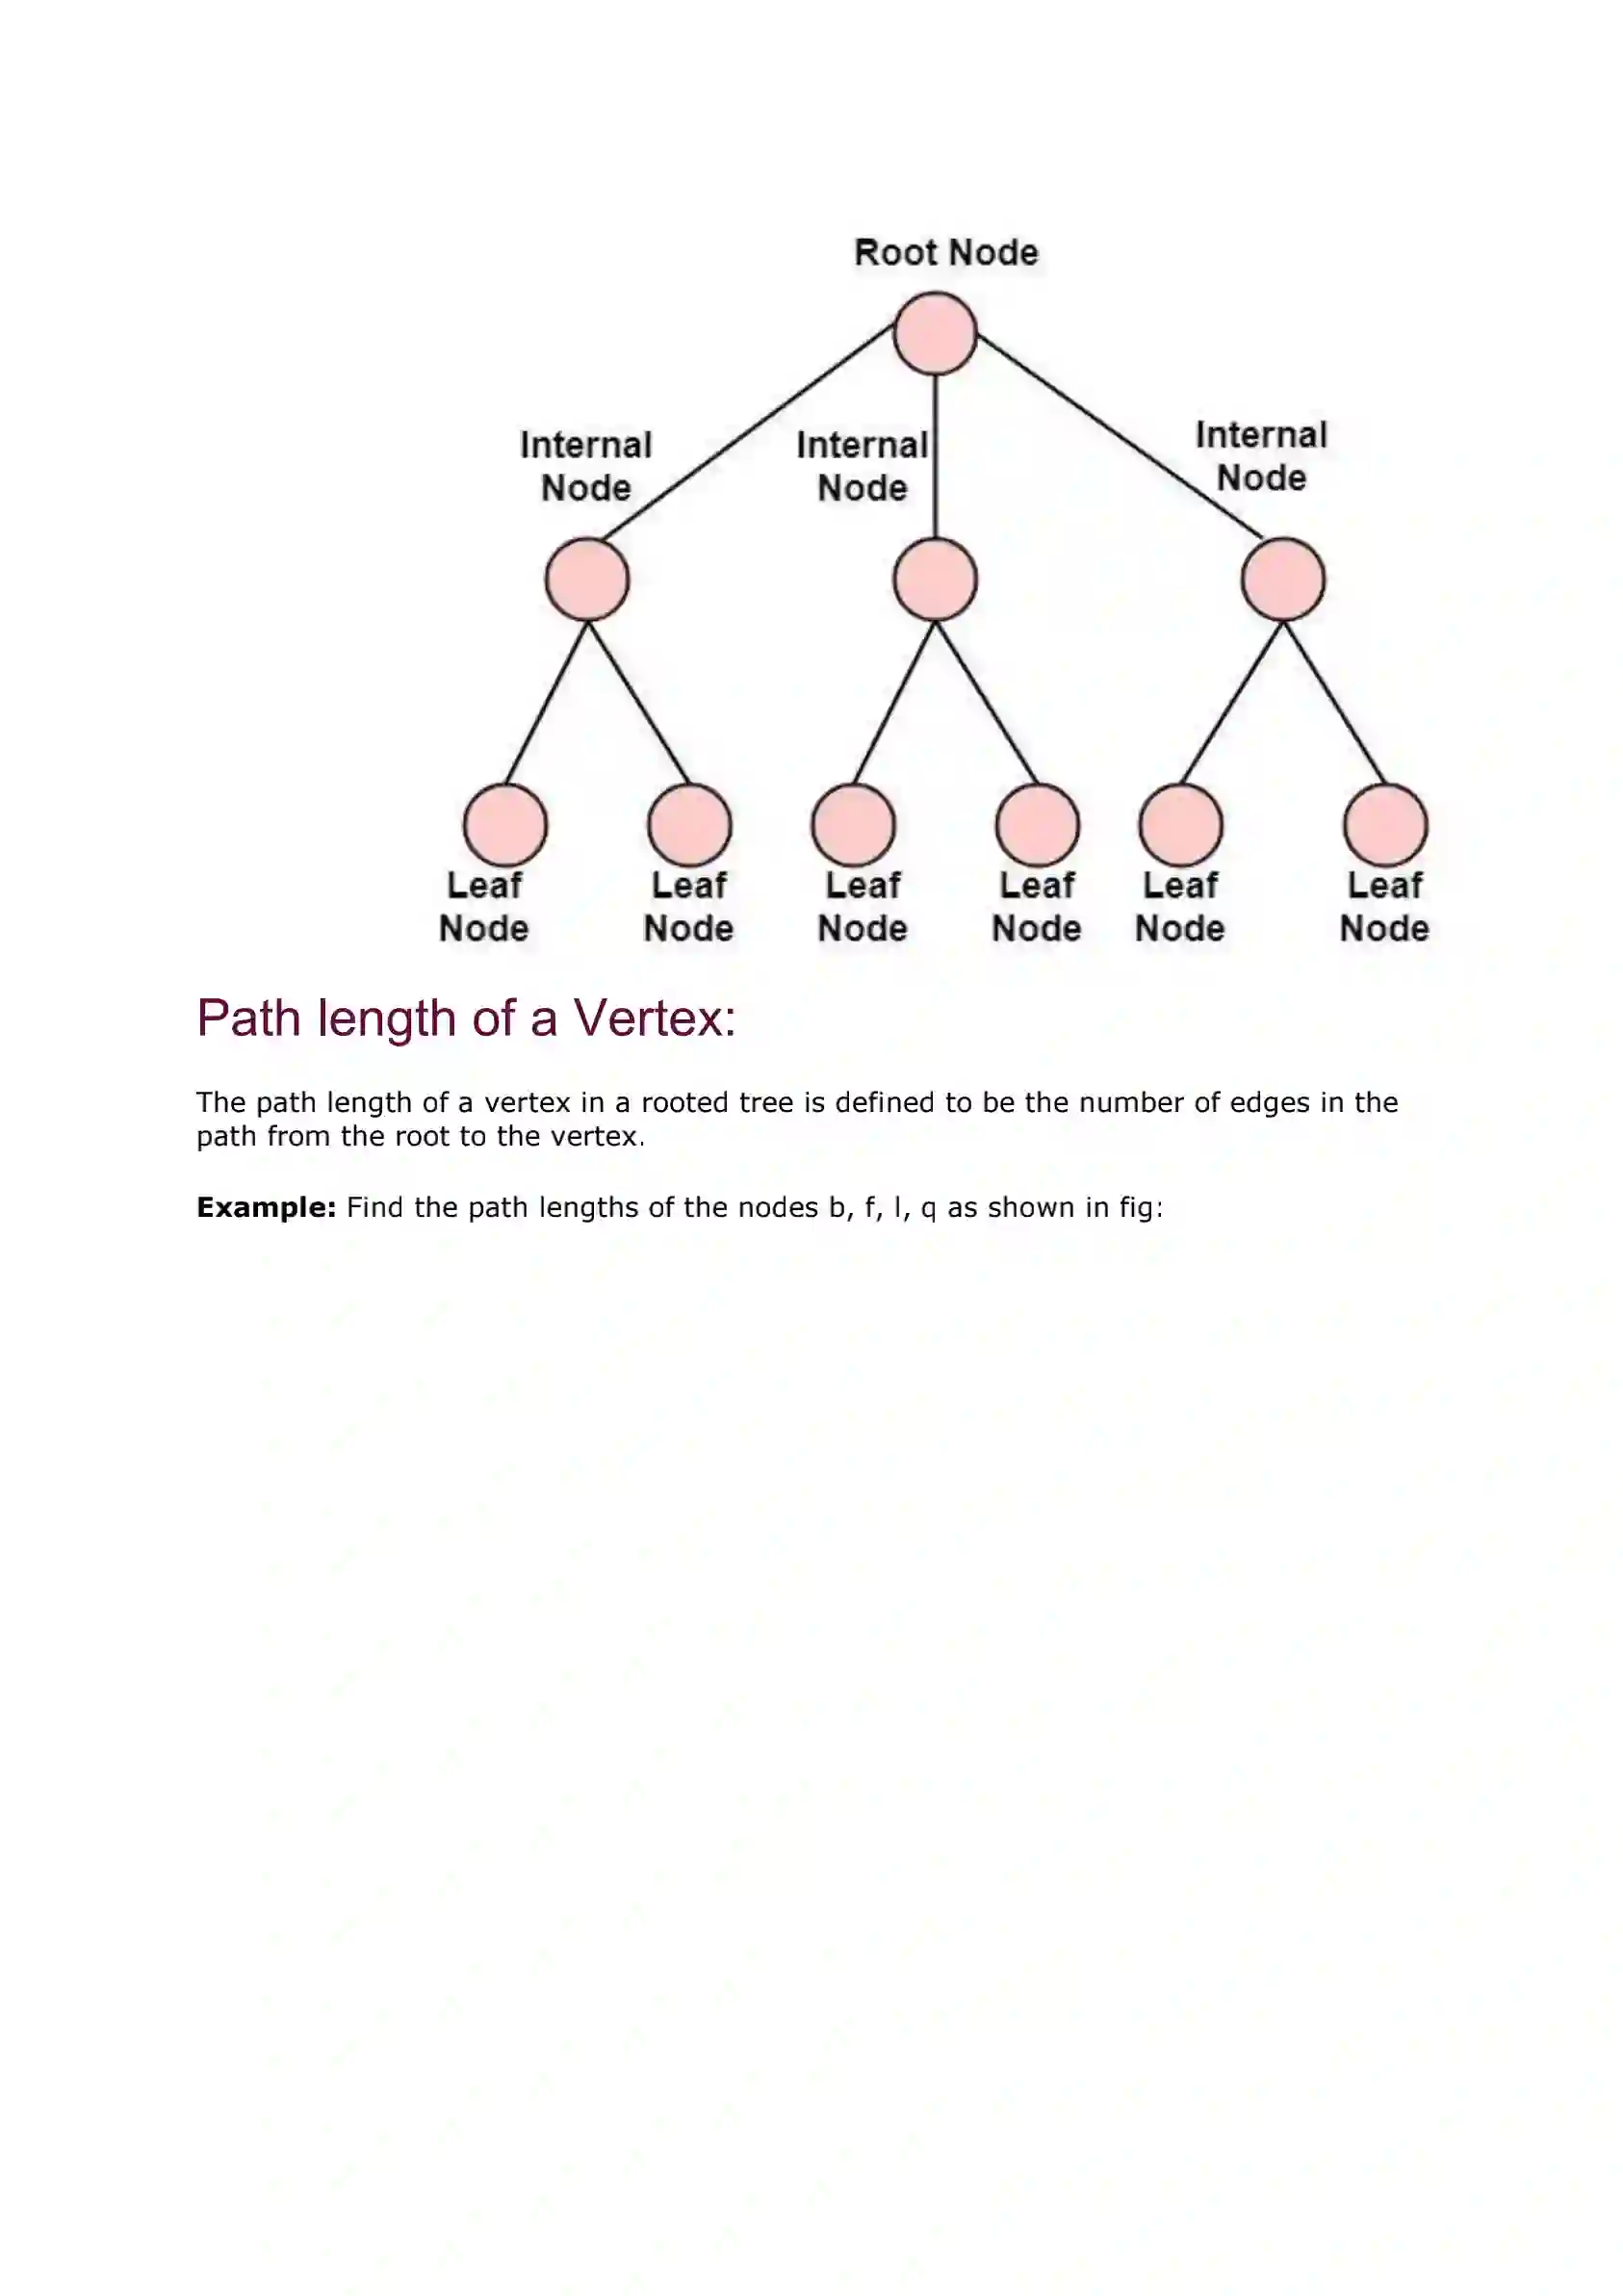 Root Node
Internal Internal Internal
Node Node Node
Leaf Leaf Leaf Leaf Leaf Leaf
Node Node Node Node Node Node
Path length of a Vertex:
The path length of a vertex in a rooted tree is defined to be the number of edges in the
path from the root to the vertex.
Example: Find the path lengths of the nodes b, f, l, q as shown in fig: